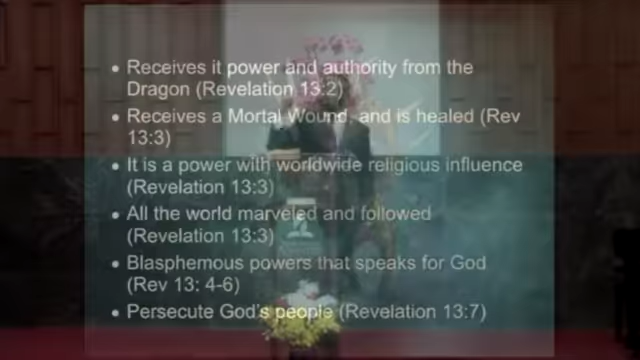 • Receives it power and authority from the
Dragon (Revelation 13:2)
• Receives a Mortal Wound, and is healed (Rev
13:3)
• It is a power with worldwide religious influence
(Revelation 13:3)
• All the world marveled and followed
(Revelation 13:3)
• Blasphemous powers that speaks for God
(Rev 13: 4-6)
• Persecute God's people (Revelation 13:7)